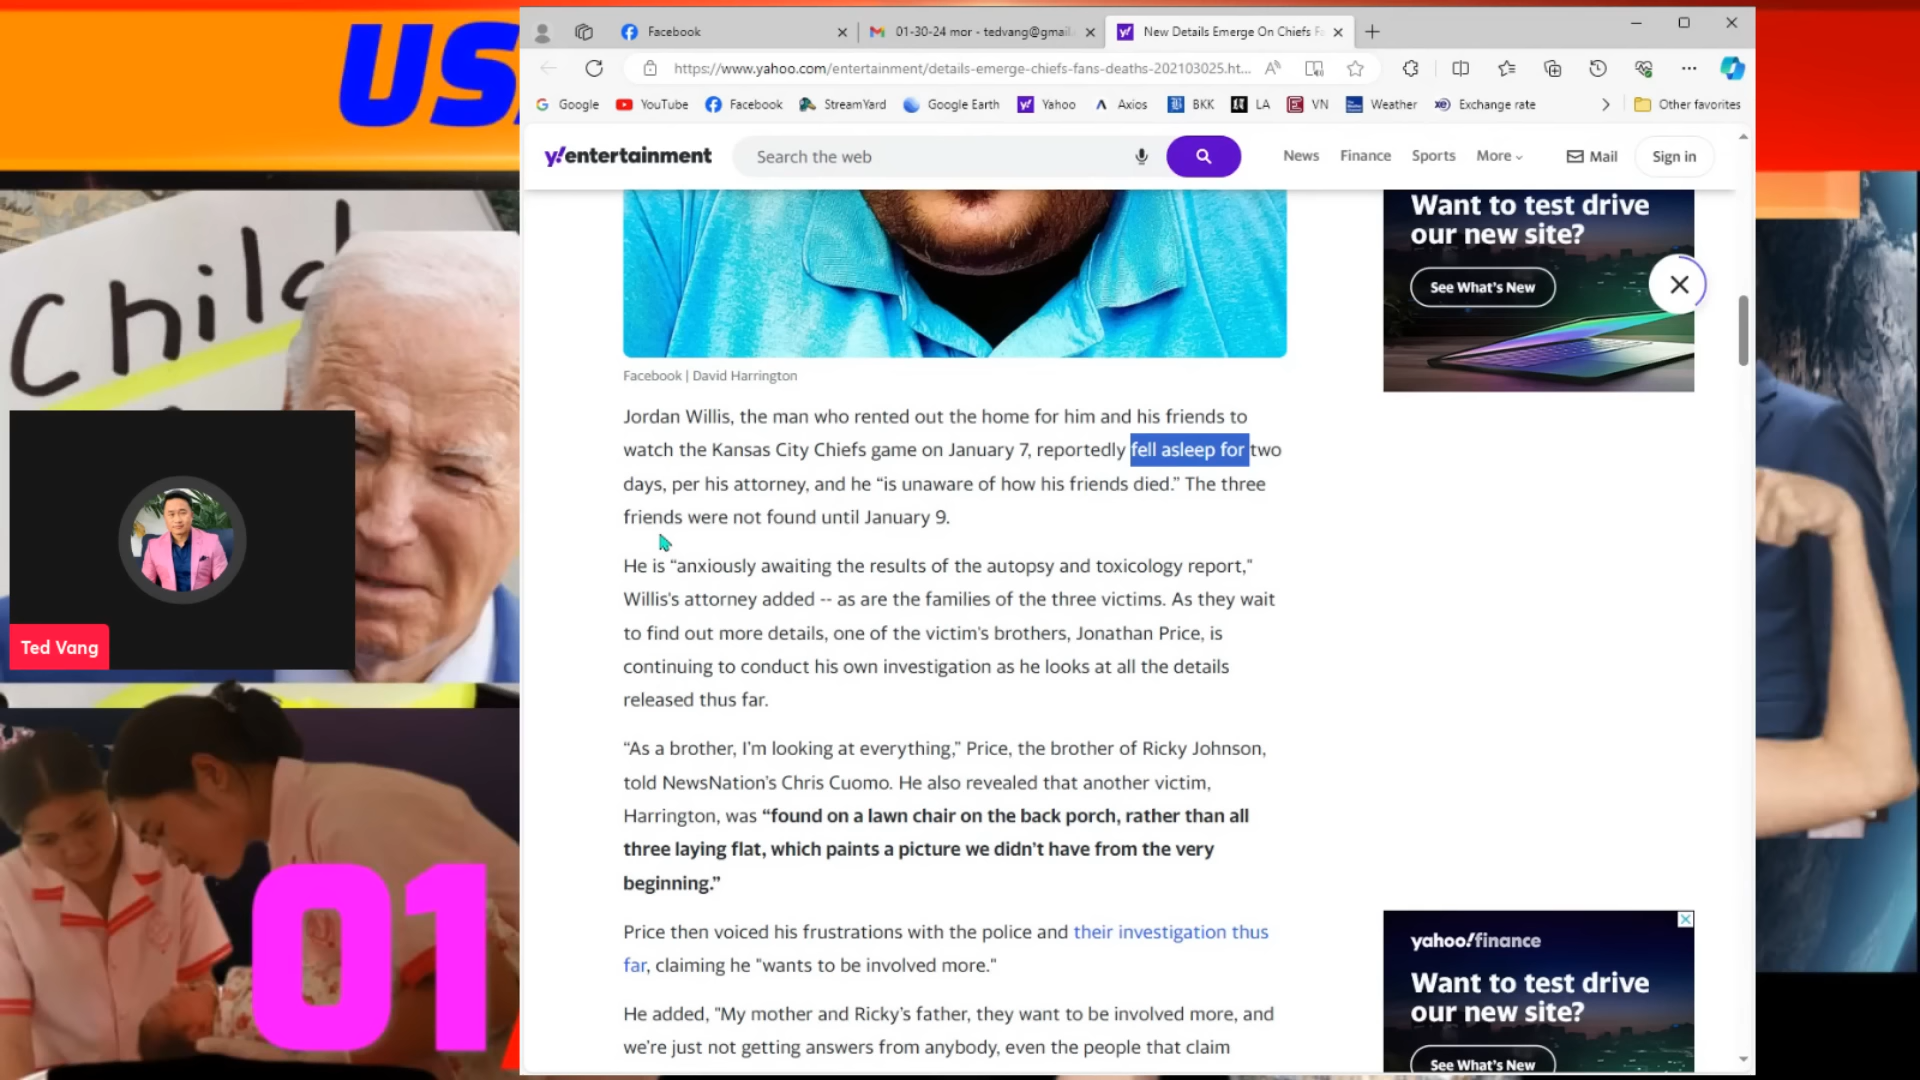 US
Child
Ted Vang
01
Facebook
01-30-24 mor - tedvang@gmail.
New Details Emerge On Chiefs Fa
https://www.yahoo.com/entertainment/details-emerge-chiefs-fans-deaths-202103025.ht...
Google
YouTube
Facebook
StreamYard
Google Earth
Yahoo
Axios
BKK
LA
VN
Weather
Exchange rate
Other favorites
y!entertainment
Search the web
News
Finance
Sports
More
Mail
Sign in
Want to test drive
our new site?
See What's New
Facebook | David Harrington
Jordan Willis, the man who rented out the home for him and his friends to
watch the Kansas City Chiefs game on January 7, reportedly fell asleep for two
days, per his attorney, and he “is unaware of how his friends died.” The three
friends were not found until January 9.
He is “anxiously awaiting the results of the autopsy and toxicology report,"
Willis's attorney added -- as are the families of the three victims. As they wait
to find out more details, one of the victim's brothers, Jonathan Price, is
continuing to conduct his own investigation as he looks at all the details
released thus far.
“As a brother, I’m looking at everything,” Price, the brother of Ricky Johnson,
told NewsNation’s Chris Cuomo. He also revealed that another victim,
Harrington, was “found on a lawn chair on the back porch, rather than all
three laying flat, which paints a picture we didn’t have from the very
beginning.”
Price then voiced his frustrations with the police and their investigation thus
far, claiming he "wants to be involved more."
He added, "My mother and Ricky’s father, they want to be involved more, and
we’re just not getting answers from anybody, even the people that claim
yahoo!finance
Want to test drive
our new site?
See What's New